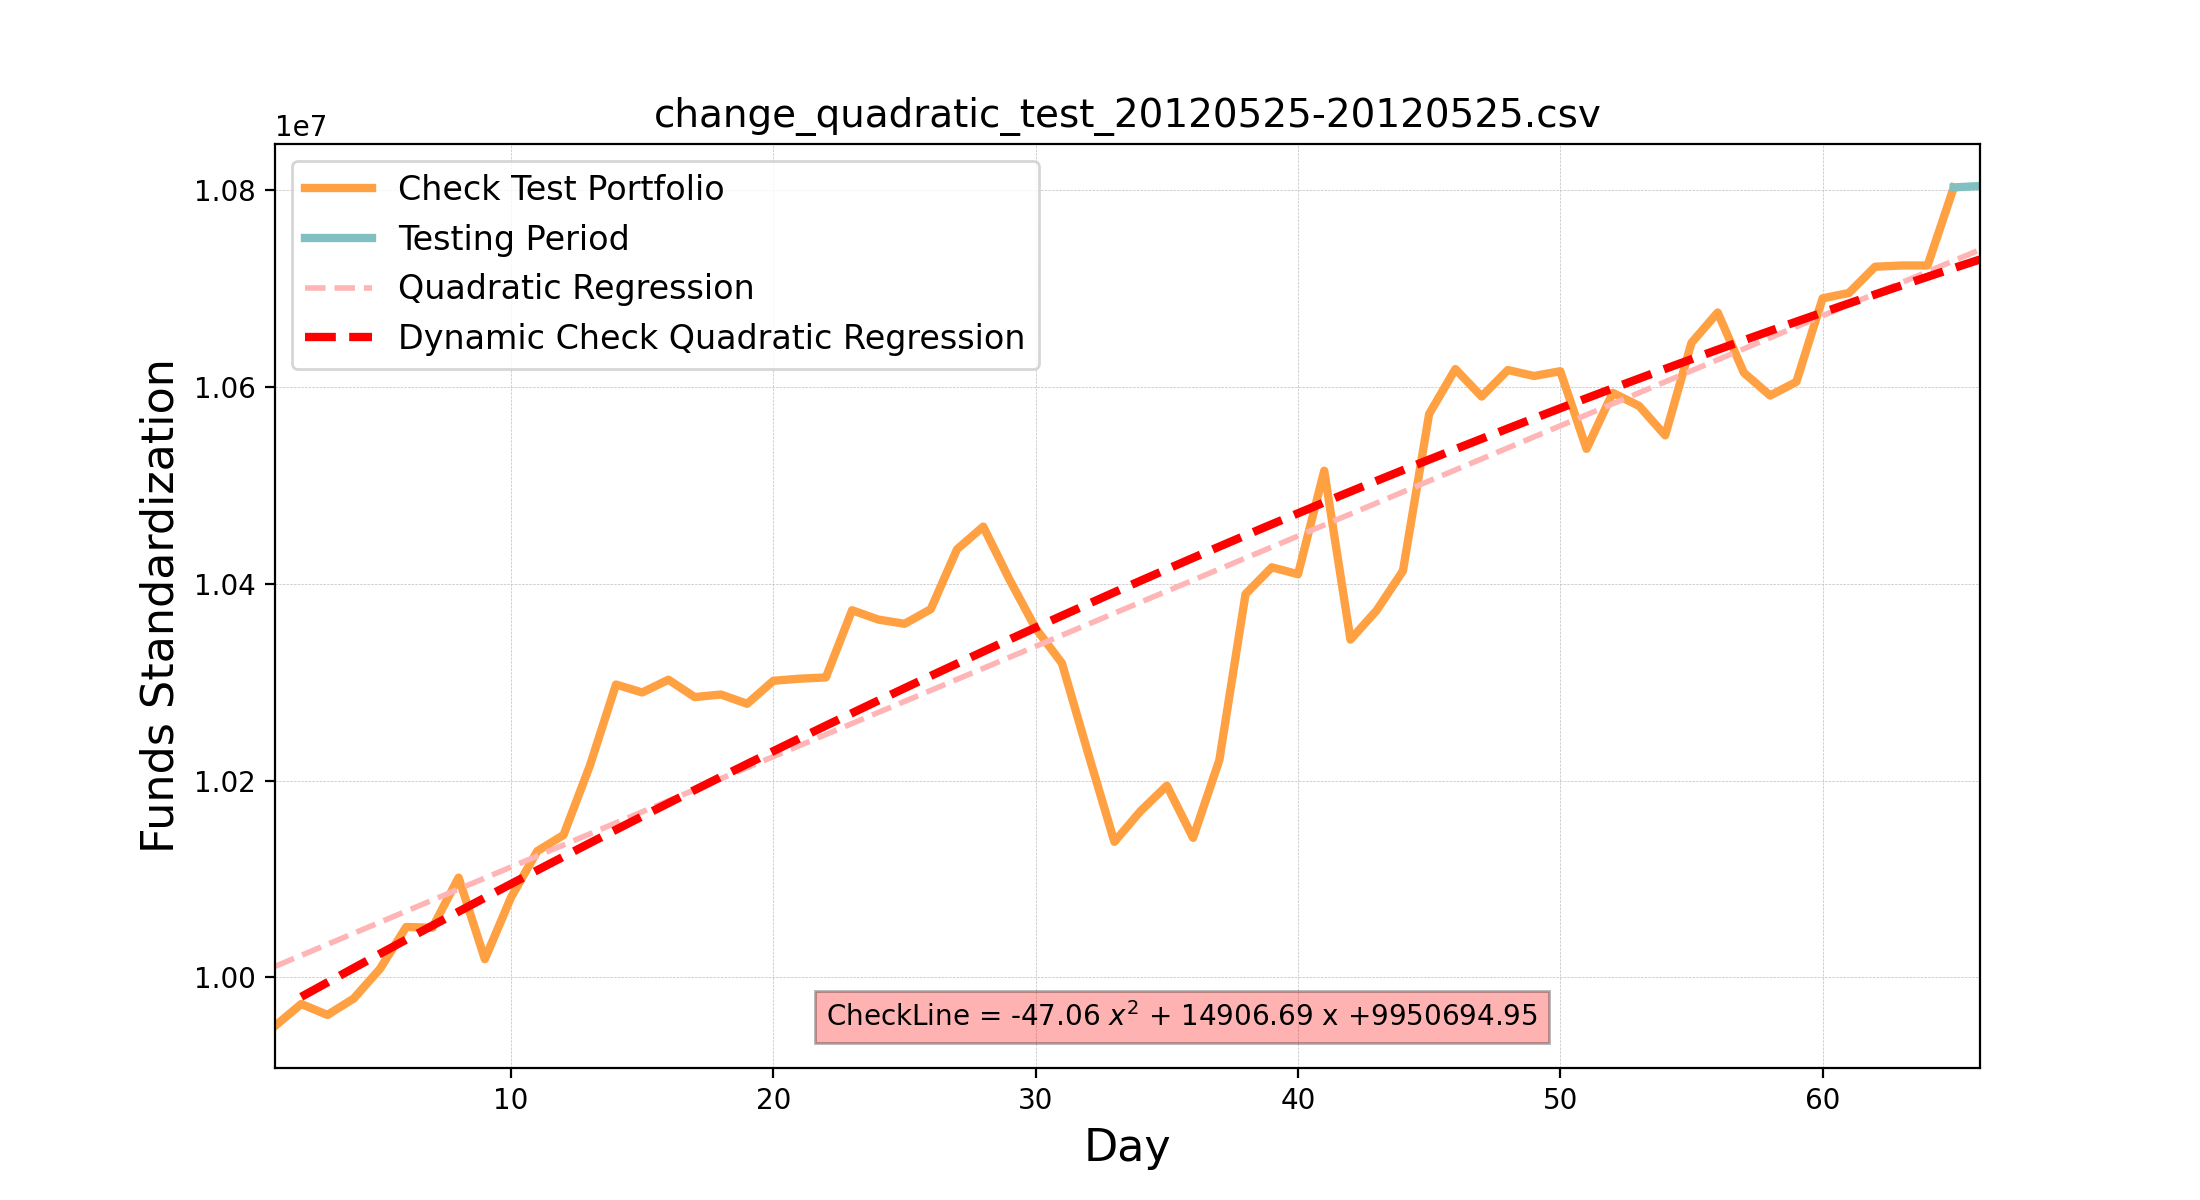 change_quadratic_test_20120525-20120525.csv
1e7
Check Test Portfolio
Testing Period
Quadratic Regression
Dynamic Check Quadratic Regression
1.08
1.06
1.04
1.02
1.00
Funds Standardization
CheckLine = -47.06 x² + 14906.69 x +9950694.95
10 20 30 40 50 60
Day